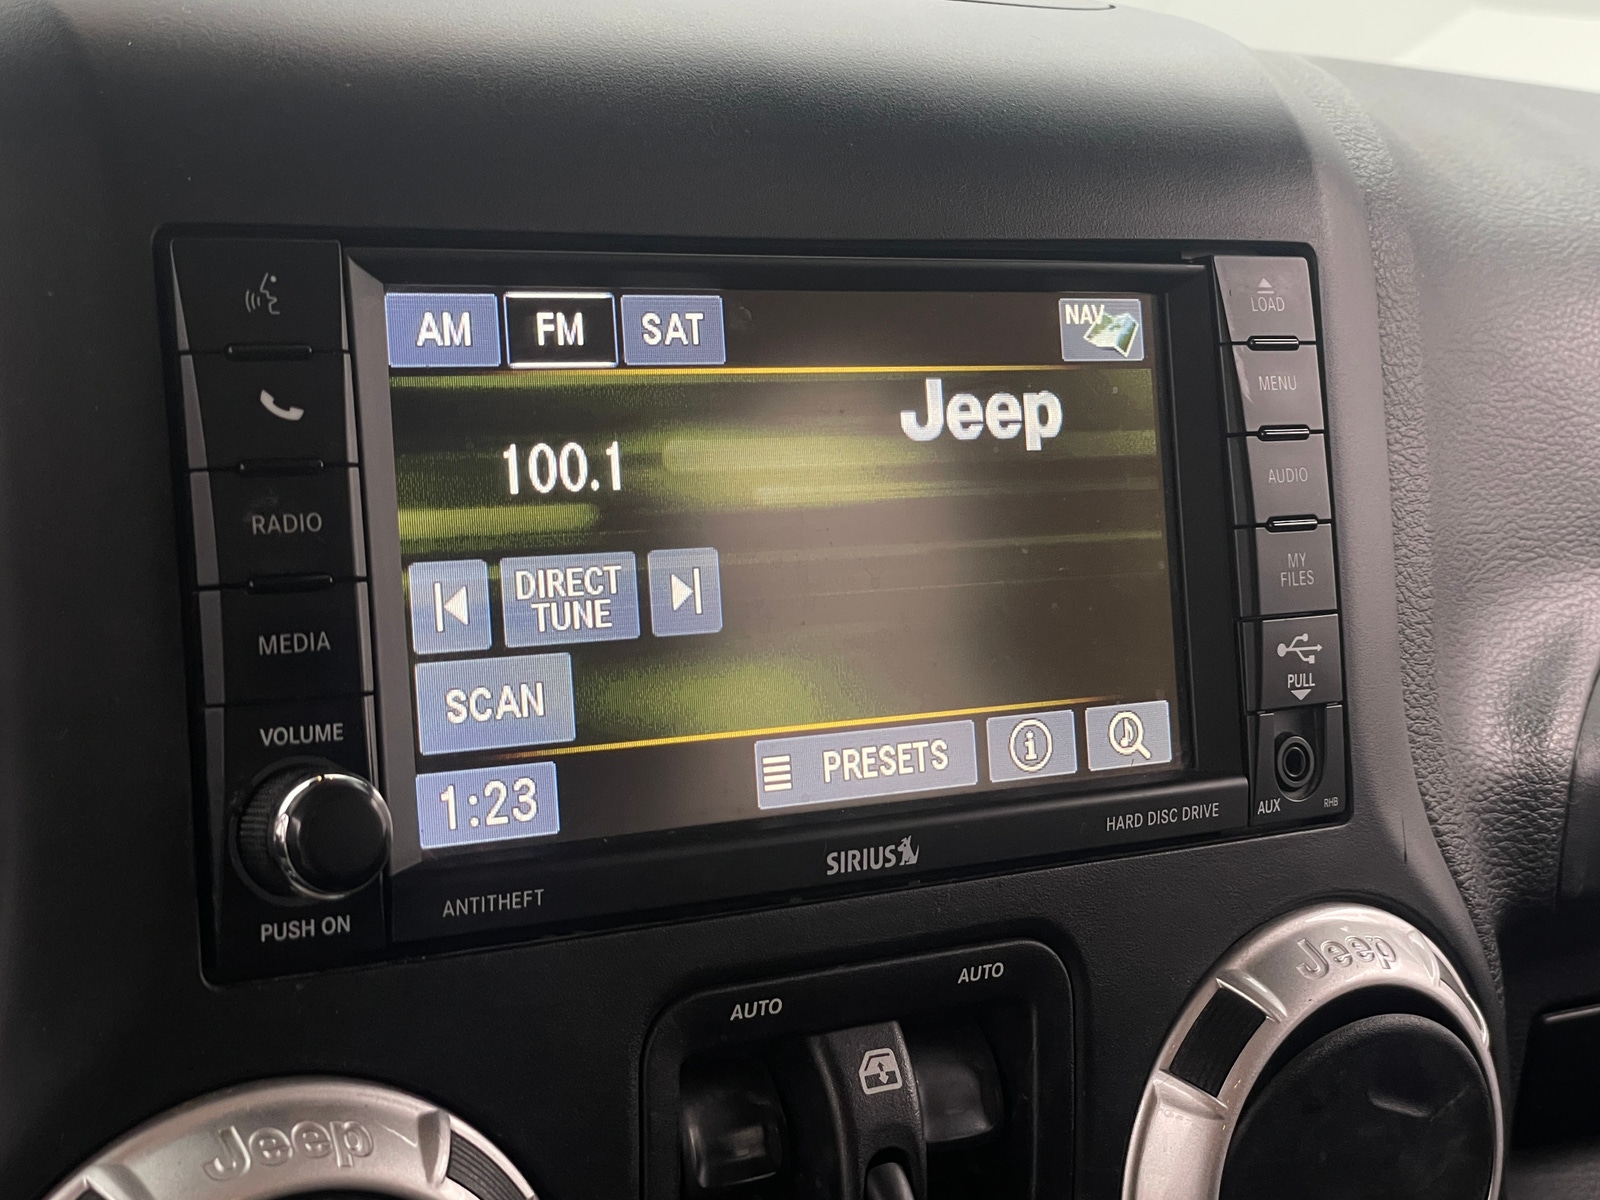 AM FM SAT NAV
Jeep
100.1
DIRECT
TUNE
SCAN
PRESETS
1:23
RADIO
MEDIA
VOLUME
PUSH ON
LOAD
MENU
AUDIO
MY
FILES
PULL
AUX RHB
ANTITHEFT
SIRIUS
HARD DISC DRIVE
AUTO AUTO
Jeep
Jeep